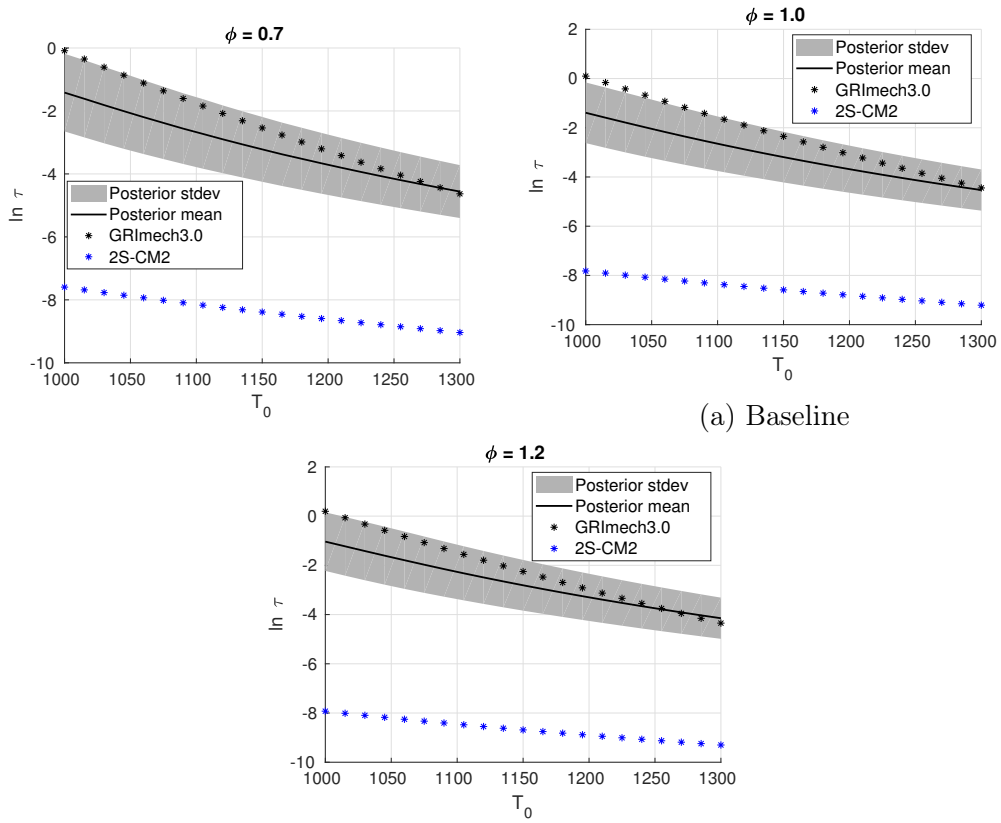 ϕ = 0.7
0
-2
-4
-6
-8
-10
ln τ
Posterior stdev
Posterior mean
GRImech3.0
2S-CM2
1000 1050 1100 1150 1200 1250 1300
T₀
ϕ = 1.0
2
0
-2
-4
-6
-8
-10
ln τ
Posterior stdev
Posterior mean
GRImech3.0
2S-CM2
1000 1050 1100 1150 1200 1250 1300
T₀
(a) Baseline
ϕ = 1.2
2
0
-2
-4
-6
-8
-10
ln τ
Posterior stdev
Posterior mean
GRImech3.0
2S-CM2
1000 1050 1100 1150 1200 1250 1300
T₀